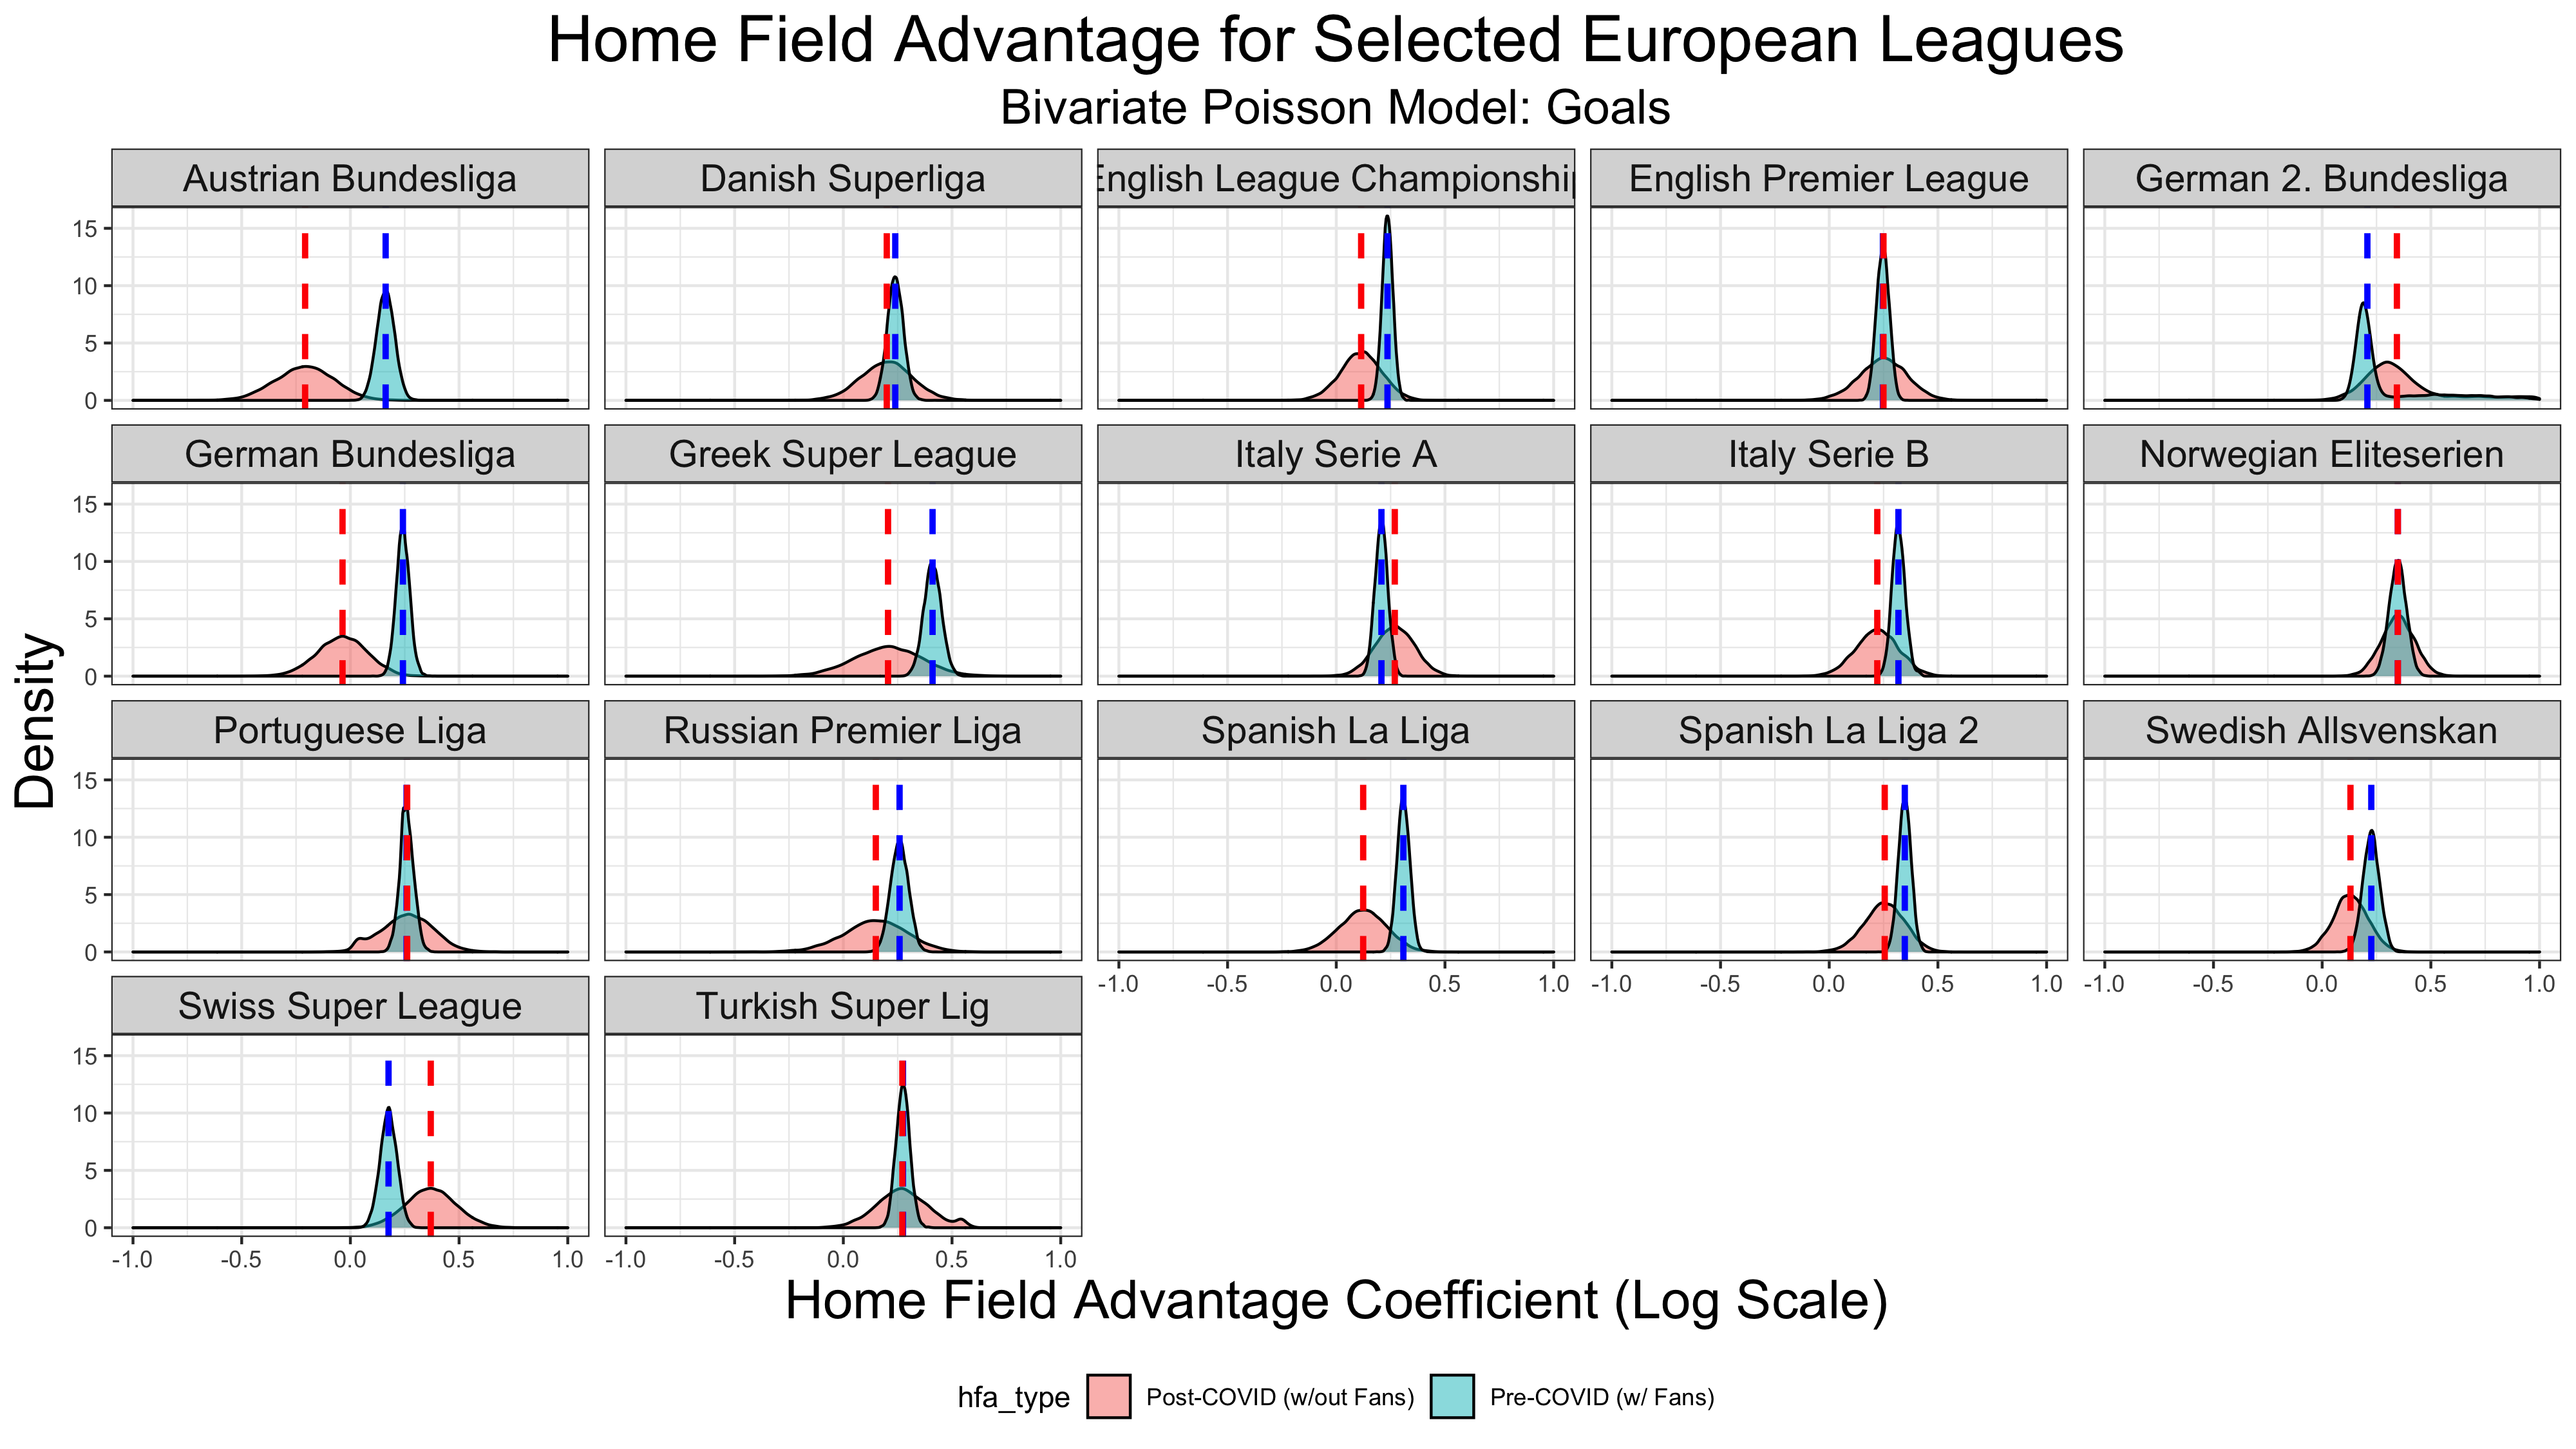 Home Field Advantage for Selected European Leagues
Bivariate Poisson Model: Goals
Austrian Bundesliga
Danish Superliga
English League Championship
English Premier League
German 2. Bundesliga
15
10
5
0
German Bundesliga
Greek Super League
Italy Serie A
Italy Serie B
Norwegian Eliteserien
15
10
5
0
Portuguese Liga
Russian Premier Liga
Spanish La Liga
Spanish La Liga 2
Swedish Allsvenskan
15
10
5
0
-1.0 -0.5 0.0 0.5 1.0
-1.0 -0.5 0.0 0.5 1.0
-1.0 -0.5 0.0 0.5 1.0
Swiss Super League
Turkish Super Lig
15
10
5
0
-1.0 -0.5 0.0 0.5 1.0
-1.0 -0.5 0.0 0.5 1.0
Density
Home Field Advantage Coefficient (Log Scale)
hfa_type Post-COVID (w/out Fans) Pre-COVID (w/ Fans)